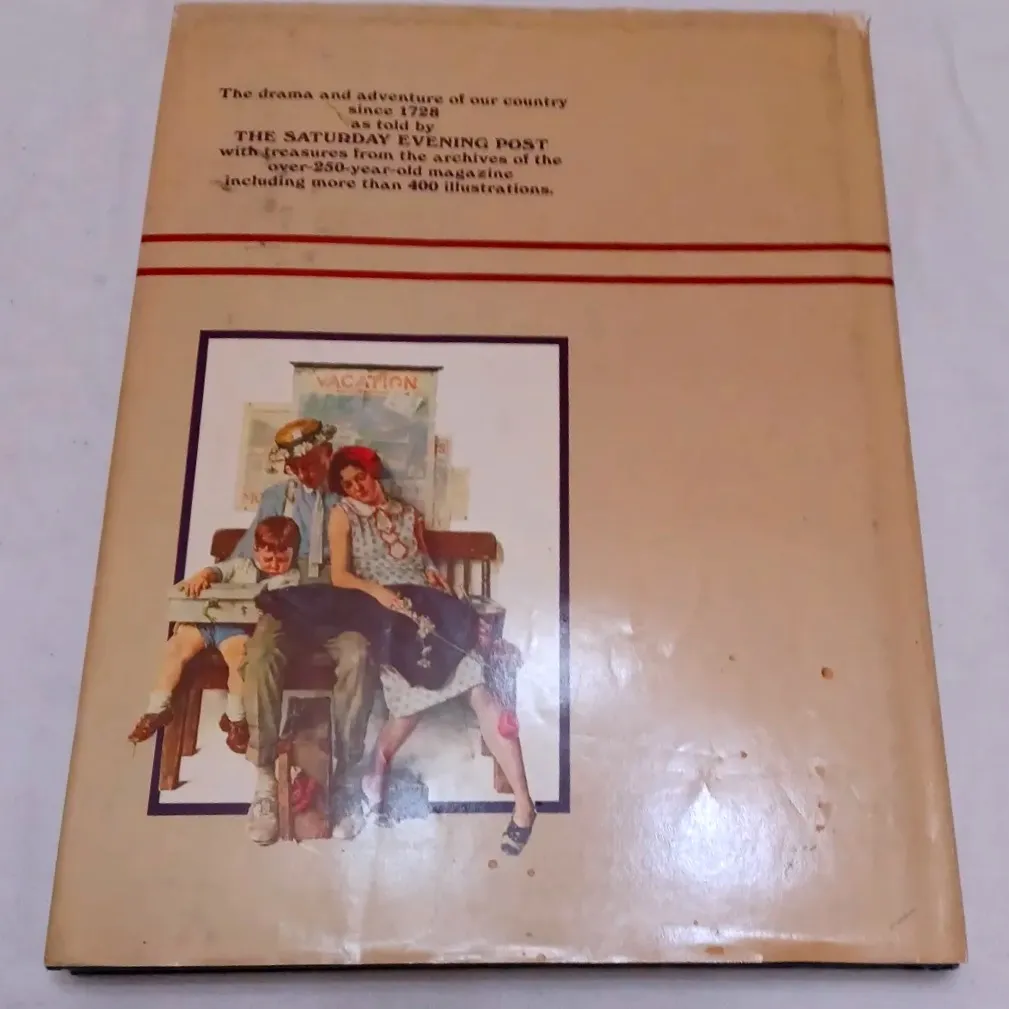 The drama and adventure of our country
since 1728
as told by
THE SATURDAY EVENING POST
with treasures from the archives of the
over-250-year-old magazine
including more than 400 illustrations.
VACATION